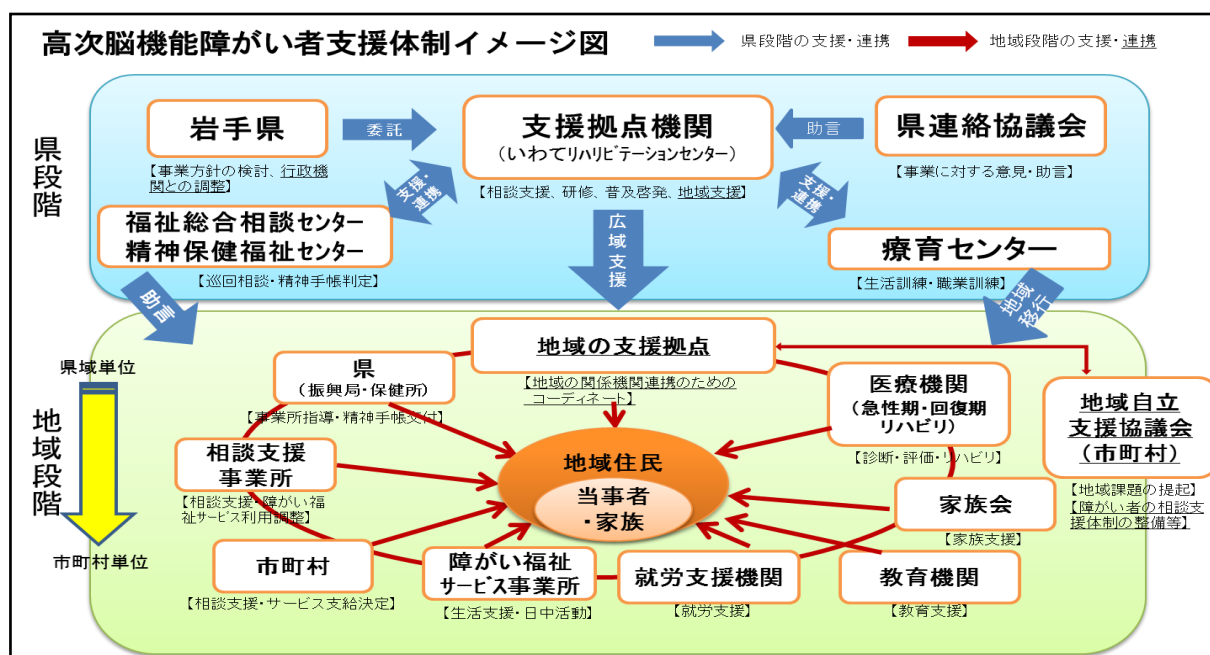 高次脳機能障がい者支援体制イメージ図
県段階の支援・連携
地域段階の支援・連携
県段階
岩手県
委託
支援拠点機関
（いわてﾘﾊﾘﾋﾞﾃｰｼｮﾝｾﾝﾀｰ）
助言
県連絡協議会
【事業方針の検討、行政機
関との調整】
【相談支援、研修、普及啓発、地域支援】
【事業に対する意見・助言】
支援・
連携
支援・
連携
福祉総合相談ｾﾝﾀｰ
精神保健福祉ｾﾝﾀｰ
【巡回相談・精神手帳判定】
広域支援
療育センター
【生活訓練・職業訓練】
助言
地域
移行
県域単位
地域段階
市町村単位
地域の支援拠点
【地域の関係機関連携のための
コーディネート】
県
（振興局・保健所）
【事業所指導・精神手帳交付】
医療機関
（急性期・回復期
リハビリ）
【診断・評価・リハビリ】
地域自立
支援協議会
（市町村）
【地域課題の提起】
【障がい者の相談支
援体制の整備等】
相談支援
事業所
【相談支援・障がい福
祉サービス利用調整】
地域住民
当事者
・家族
家族会
【家族支援】
市町村
【相談支援・サービス支給決定】
障がい福祉
ｻｰﾋﾞｽ事業所
【生活支援・日中活動】
就労支援機関
【就労支援】
教育機関
【教育支援】